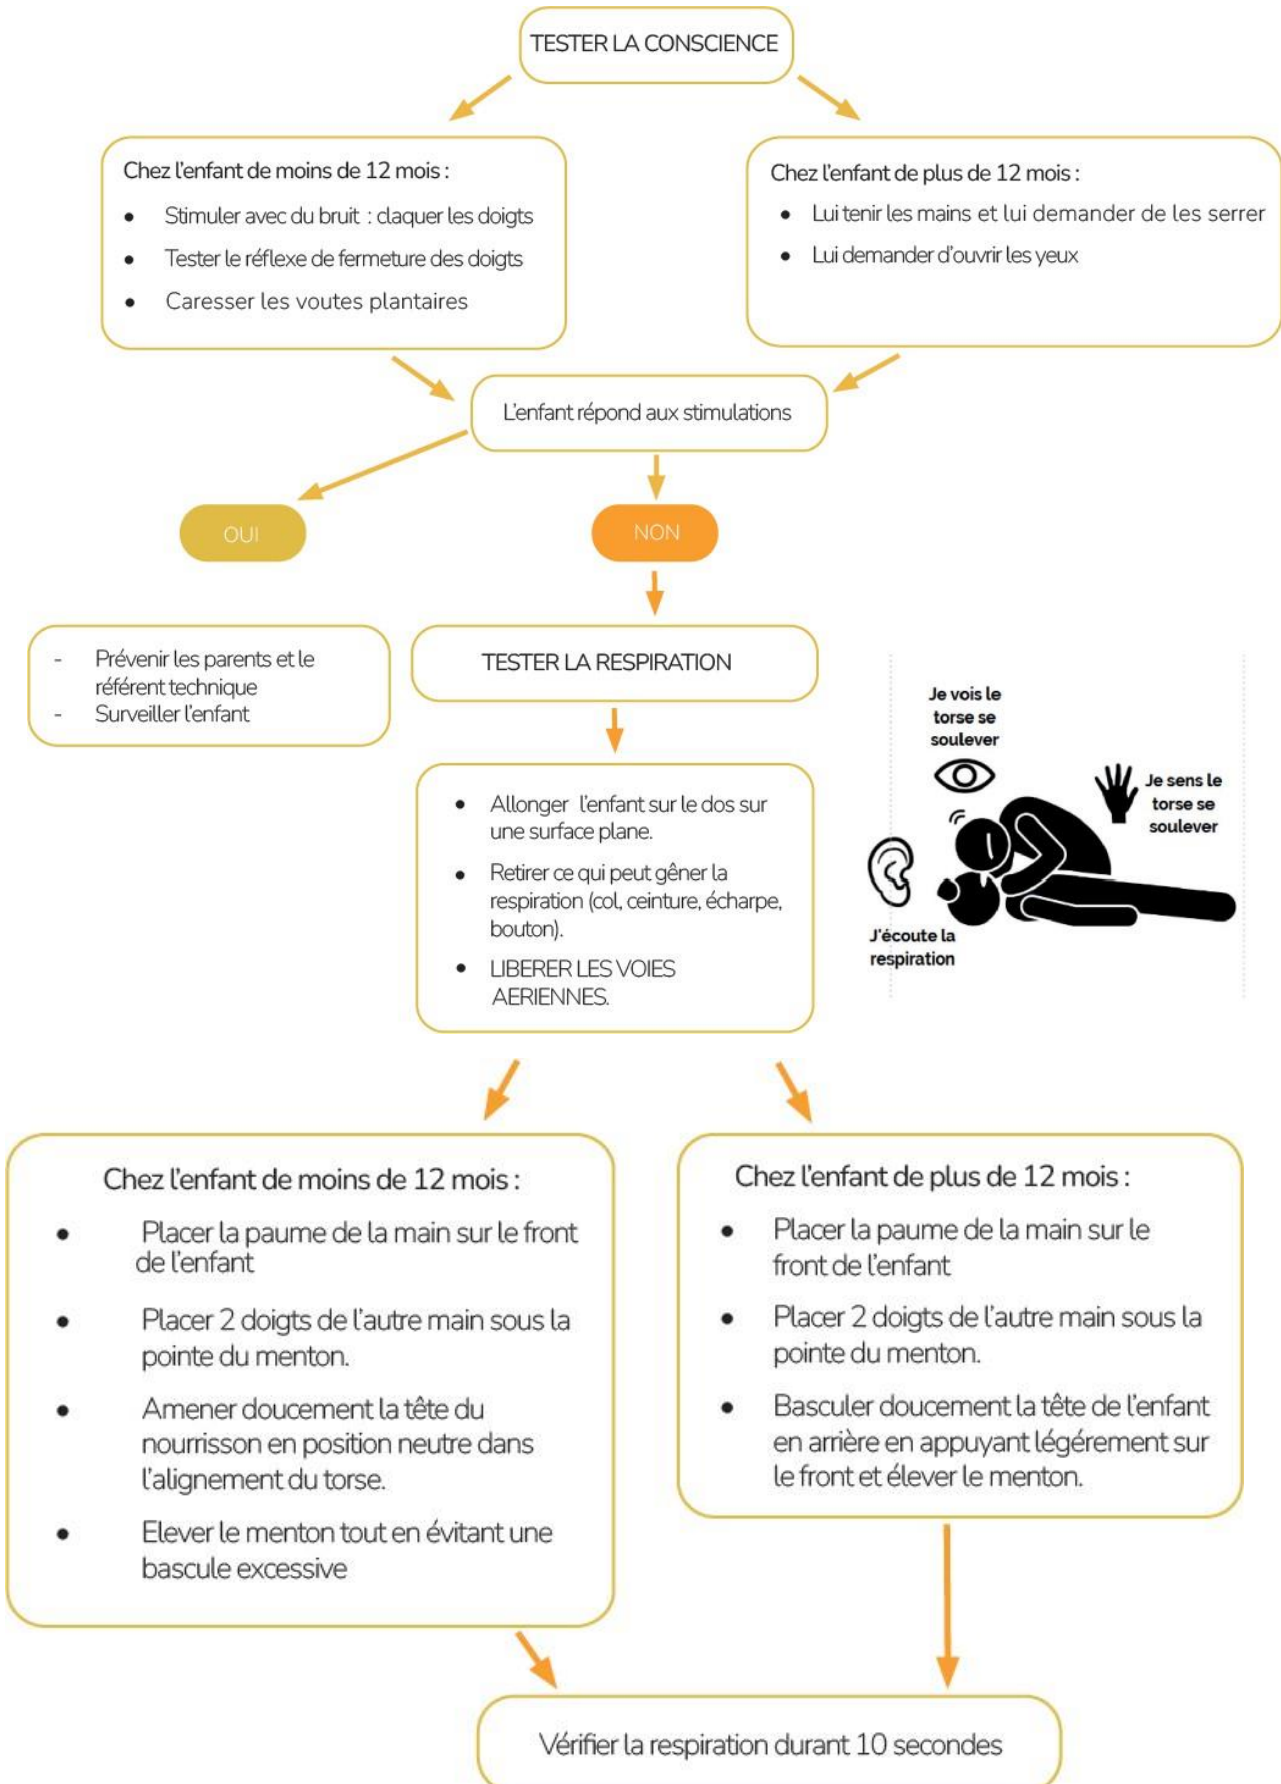 TESTER LA CONSCIENCE
Chez l'enfant de moins de 12 mois :
● Stimuler avec du bruit : claquer les doigts
● Tester le réflexe de fermeture des doigts
● Caresser les voutes plantaires
Chez l'enfant de plus de 12 mois :
● Lui tenir les mains et lui demander de les serrer
● Lui demander d'ouvrir les yeux
L'enfant répond aux stimulations
OUI
NON
- Prévenir les parents et le
référent technique
- Surveiller l'enfant
TESTER LA RESPIRATION
● Allonger l'enfant sur le dos sur
une surface plane.
● Retirer ce qui peut gêner la
respiration (col, ceinture, écharpe,
bouton).
● LIBERER LES VOIES
AERIENNES.
Je vois le
torse se
soulever
Je sens le
torse se
soulever
J'écoute la
respiration
Chez l'enfant de moins de 12 mois :
● Placer la paume de la main sur le front
de l'enfant
● Placer 2 doigts de l'autre main sous la
pointe du menton.
● Amener doucement la tête du
nourrisson en position neutre dans
l'alignement du torse.
● Elever le menton tout en évitant une
bascule excessive
Chez l'enfant de plus de 12 mois :
● Placer la paume de la main sur le
front de l'enfant
● Placer 2 doigts de l'autre main sous la
pointe du menton.
● Basculer doucement la tête de l'enfant
en arrière en appuyant légérement sur
le front et élever le menton.
Vérifier la respiration durant 10 secondes